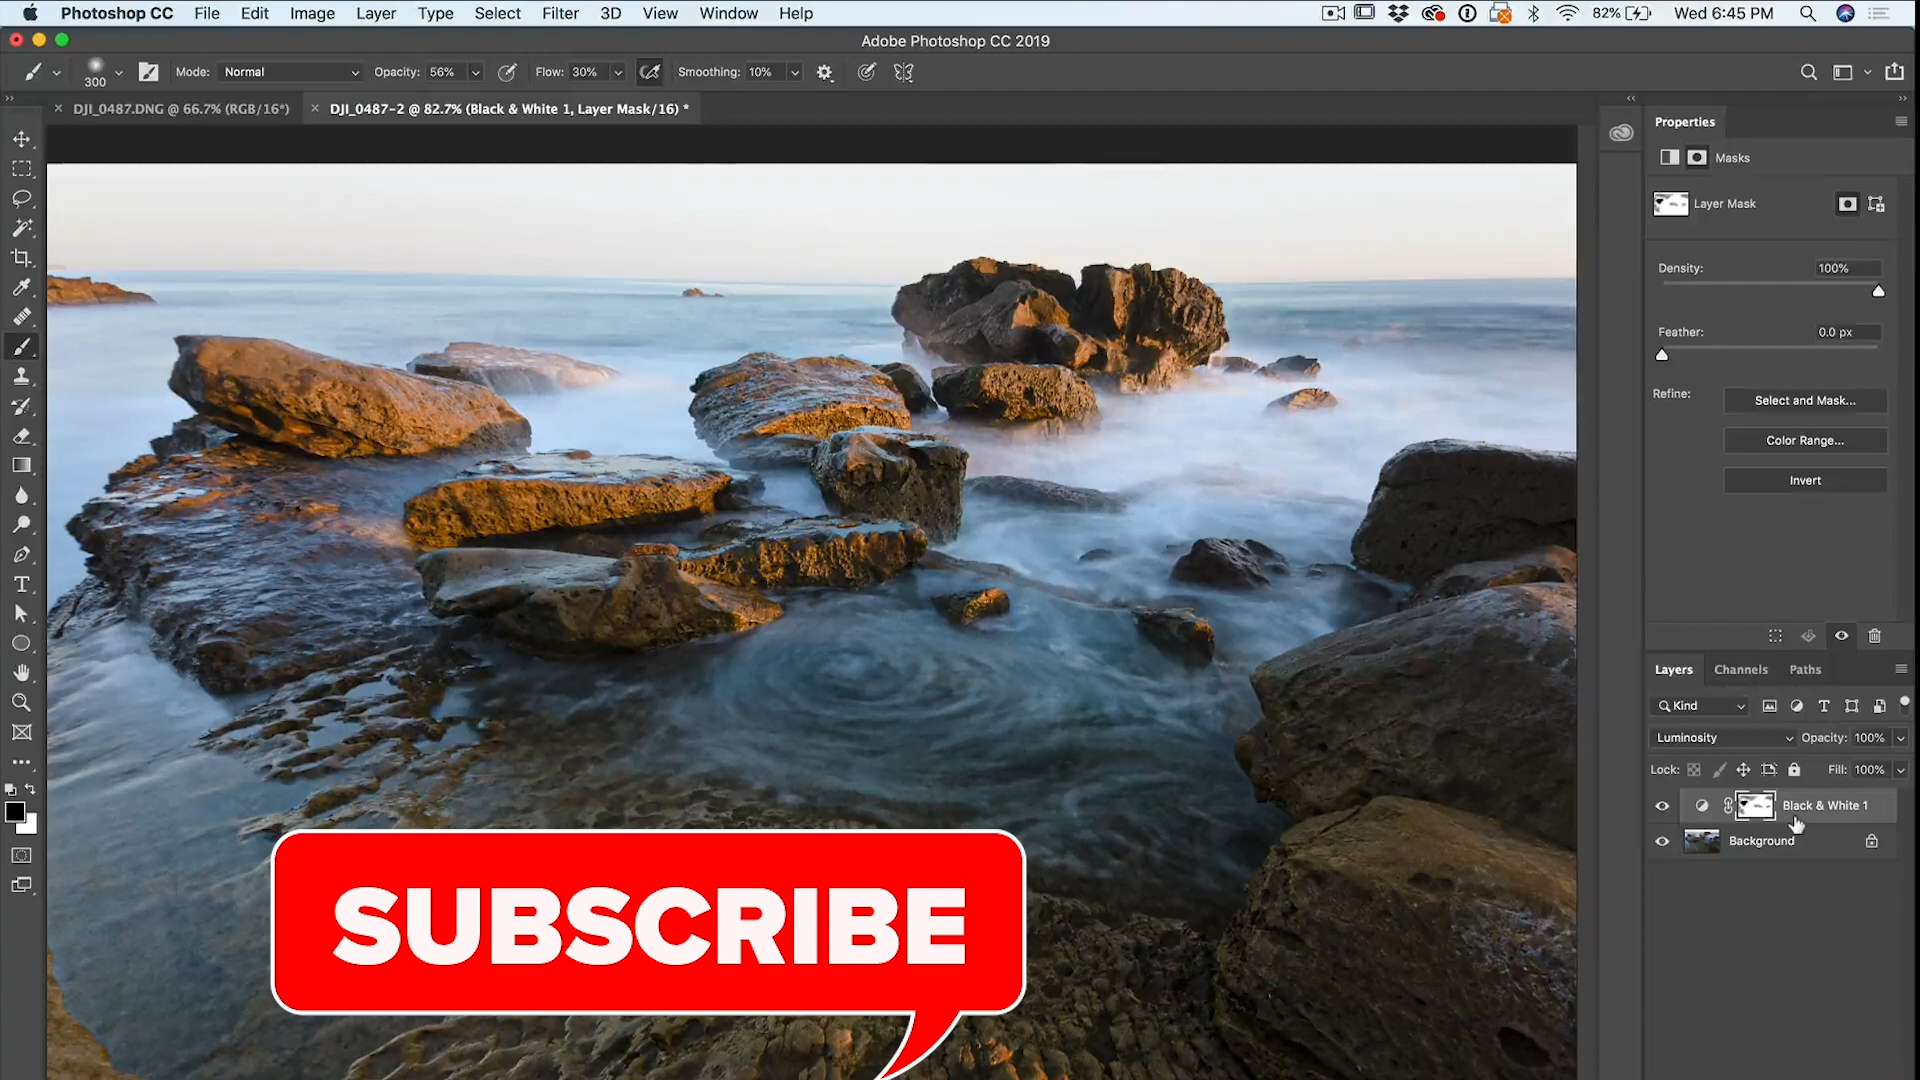 Photoshop CC File Edit Image Layer Type Select Filter 3D View Window Help 82% Wed 6:45 PM
Adobe Photoshop CC 2019
300 Mode: Normal Opacity: 56% Flow: 30% Smoothing: 10%
DJI_0487.DNG @ 66.7% (RGB/16*) DJI_0487-2 @ 82.7% (Black & White 1, Layer Mask/16) *
Properties
Masks
Layer Mask
Density: 100%
Feather: 0.0 px
Refine: Select and Mask...
Color Range...
Invert
Layers Channels Paths
Kind
Luminosity Opacity: 100%
Lock: Fill: 100%
Black & White 1
Background
SUBSCRIBE